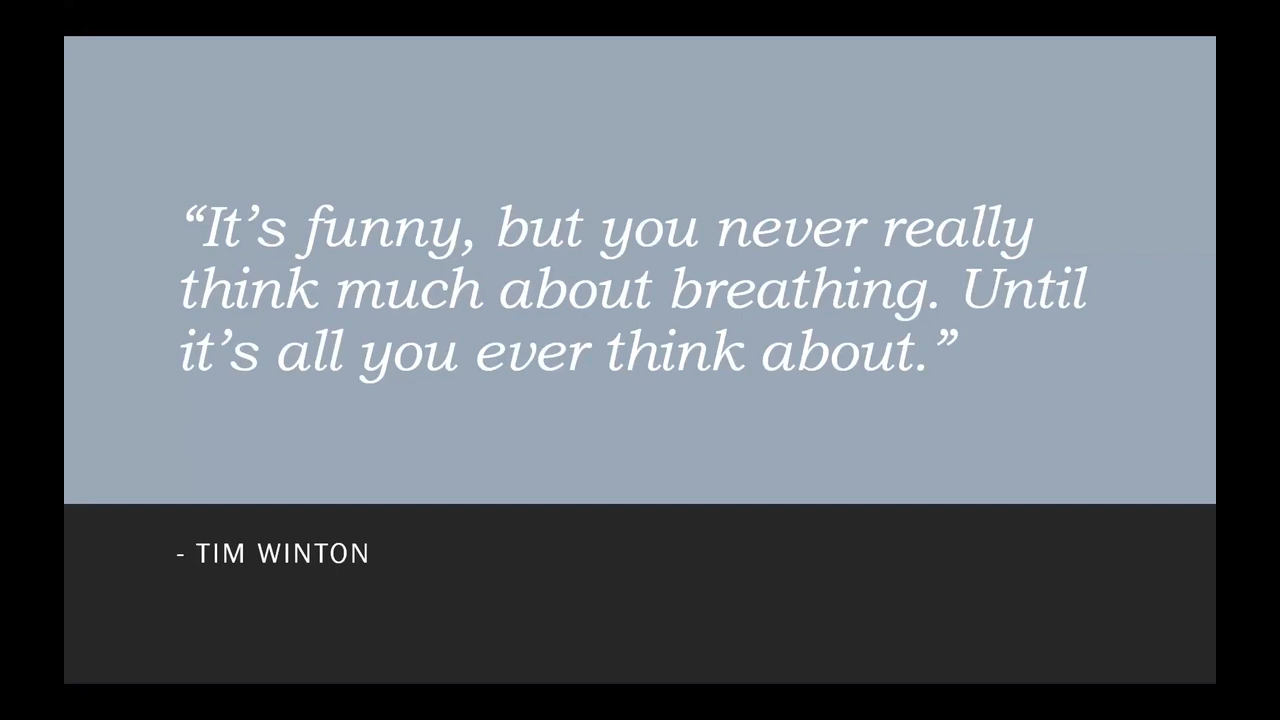 “It’s funny, but you never really
think much about breathing. Until
it’s all you ever think about.”
- TIM WINTON